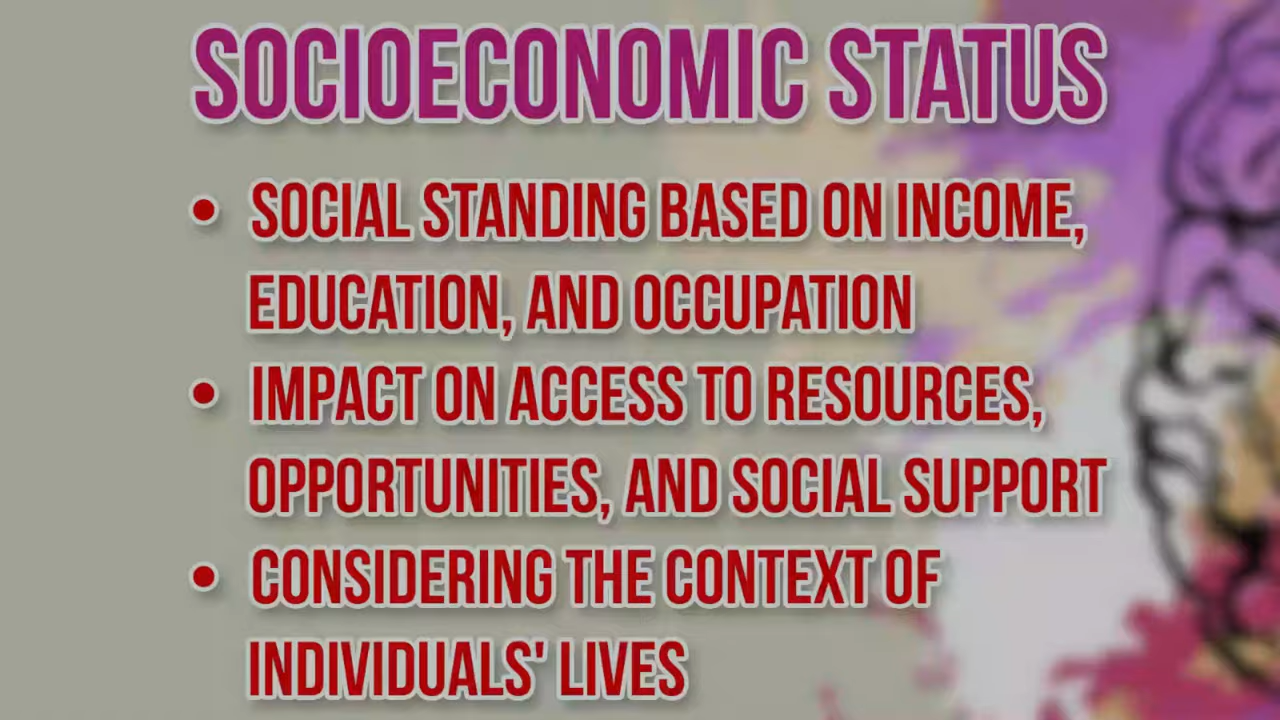 SOCIOECONOMIC STATUS
• SOCIAL STANDING BASED ON INCOME,
EDUCATION, AND OCCUPATION
• IMPACT ON ACCESS TO RESOURCES,
OPPORTUNITIES, AND SOCIAL SUPPORT
• CONSIDERING THE CONTEXT OF
INDIVIDUALS' LIVES